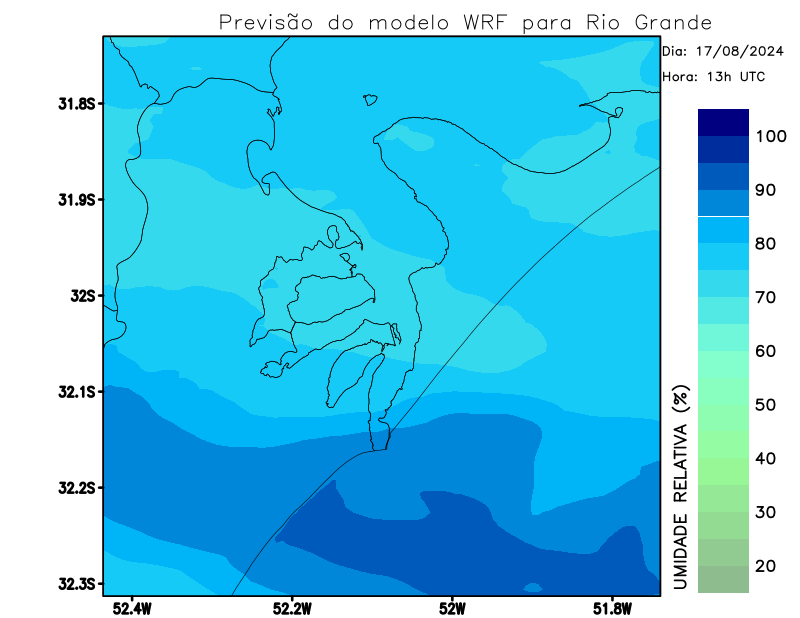 Previsão do modelo WRF para Rio Grande
Dia: 17/08/2024
Hora: 13h UTC
31.8S
31.9S
32S
32.1S
32.2S
32.3S
52.4W
52.2W
52W
51.8W
100
90
80
70
60
50
40
30
20
UMIDADE RELATIVA (%)